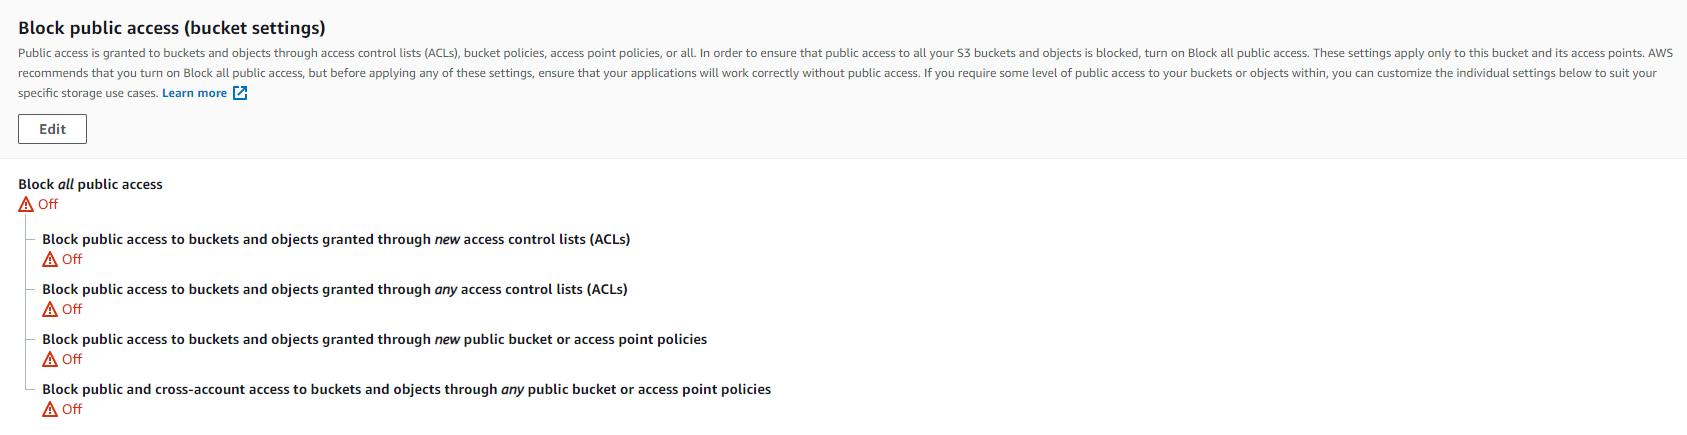 Block public access (bucket settings)
Public access is granted to buckets and objects through access control lists (ACLs), bucket policies, access point policies, or all. In order to ensure that public access to all your S3 buckets and objects is blocked, turn on Block all public access. These settings apply only to this bucket and its access points. AWS
recommends that you turn on Block all public access, but before applying any of these settings, ensure that your applications will work correctly without public access. If you require some level of public access to your buckets or objects within, you can customize the individual settings below to suit your
specific storage use cases. Learn more
Edit
Block all public access
Off
Block public access to buckets and objects granted through new access control lists (ACLs)
Off
Block public access to buckets and objects granted through any access control lists (ACLs)
Off
Block public access to buckets and objects granted through new public bucket or access point policies
Off
Block public and cross-account access to buckets and objects through any public bucket or access point policies
Off